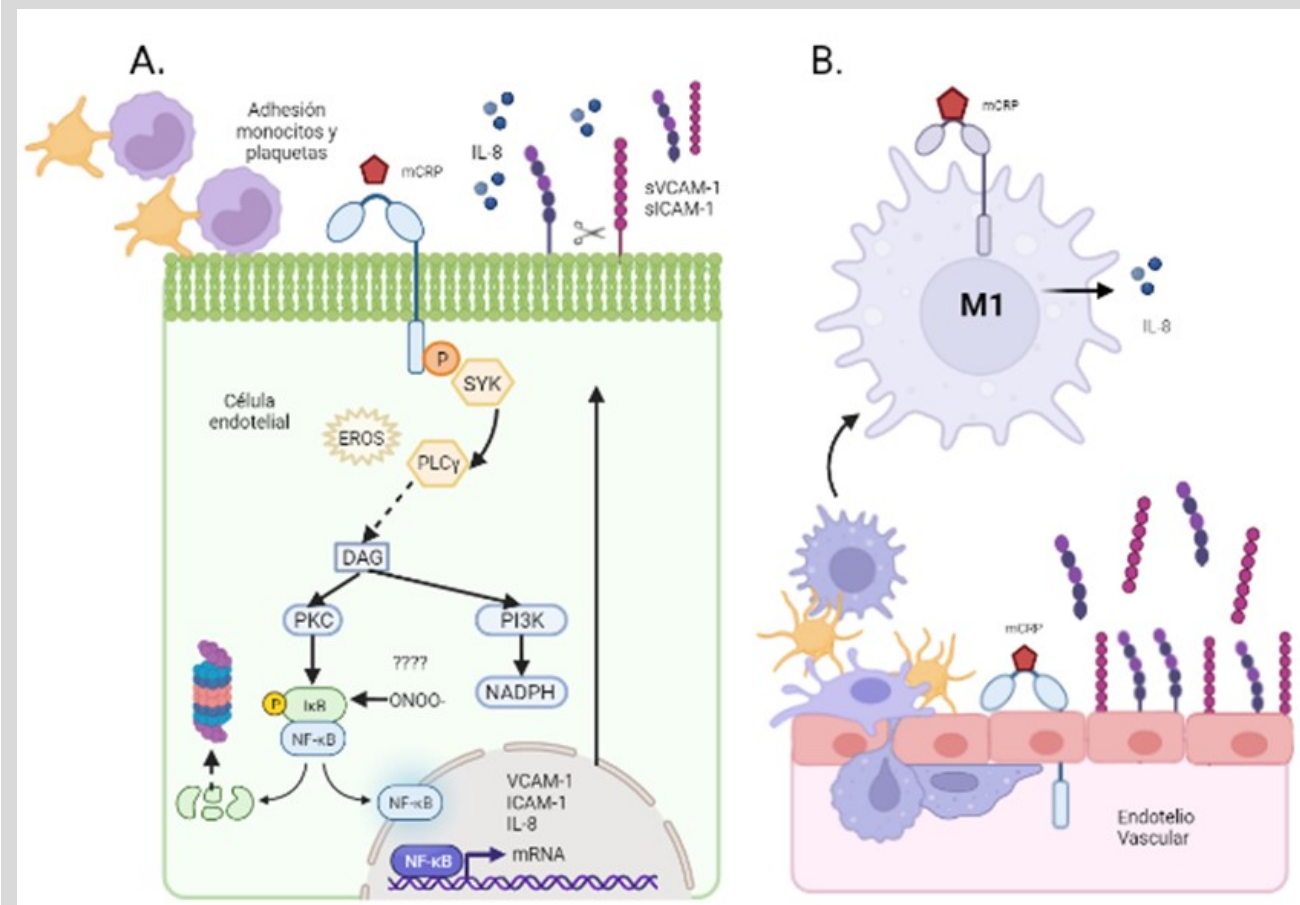 A.
Adhesión
monocitos y
plaquetas
mCRP
IL-8
sVCAM-1
sICAM-1
P
SYK
Célula
endotelial
EROS
PLCγ
DAG
PKC
PI3K
????
P
IκB
ONOO-
NADPH
NF-κB
NF-κB
VCAM-1
ICAM-1
IL-8
NF-κB
mRNA
B.
mCRP
M1
IL-8
mCRP
Endotelio
Vascular